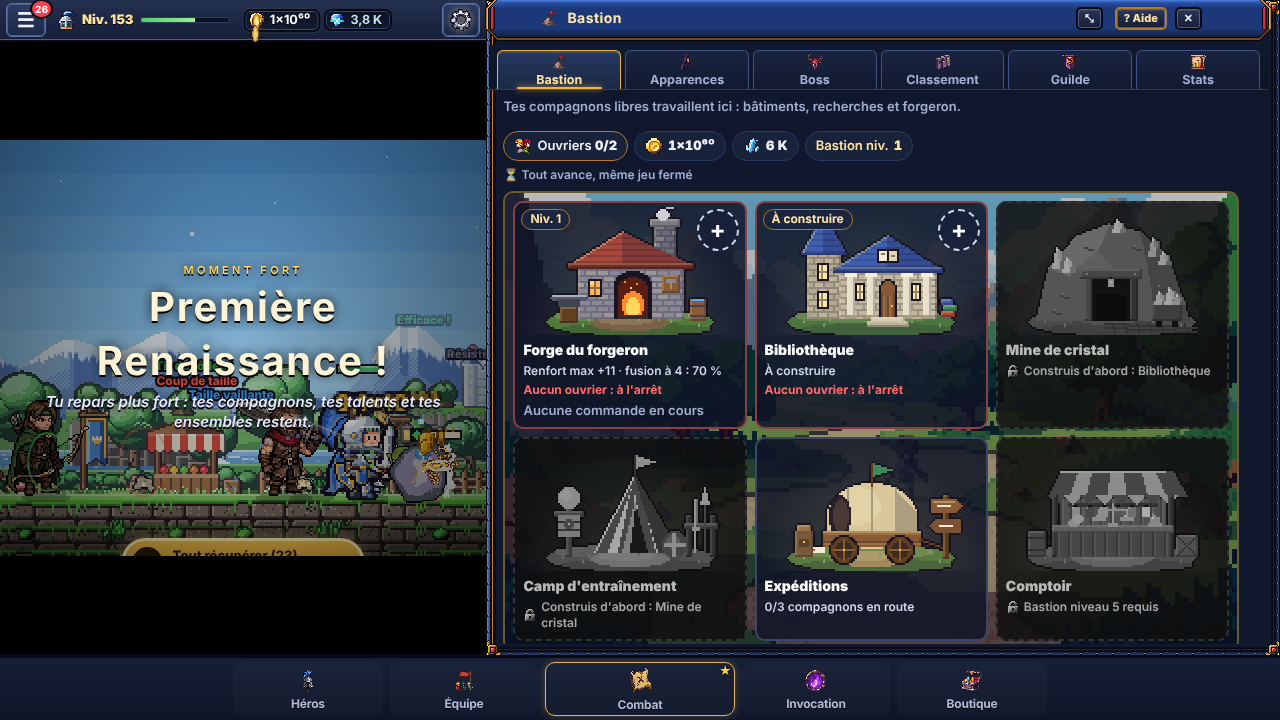 26
Niv. 153
1×10⁶⁰
3,8 K
Bastion
? Aide
Bastion
Apparences
Boss
Classement
Guilde
Stats
Tes compagnons libres travaillent ici : bâtiments, recherches et forgeron.
Ouvriers 0/2
1×10⁶⁰
6 K
Bastion niv. 1
Tout avance, même jeu fermé
MOMENT FORT
Première
Renaissance !
Efficace !
Coup de taille
Taille vaillante
Tu repars plus fort : tes compagnons, tes talents et tes
ensembles restent.
Tout récupérer (23)
Niv. 1
Forge du forgeron
Renfort max +11 · fusion à 4 : 70 %
Aucun ouvrier : à l'arrêt
Aucune commande en cours
À construire
Bibliothèque
À construire
Aucun ouvrier : à l'arrêt
Mine de cristal
Construis d'abord : Bibliothèque
Camp d'entraînement
Construis d'abord : Mine de
cristal
Expéditions
0/3 compagnons en route
Comptoir
Bastion niveau 5 requis
Héros
Équipe
Combat
Invocation
Boutique